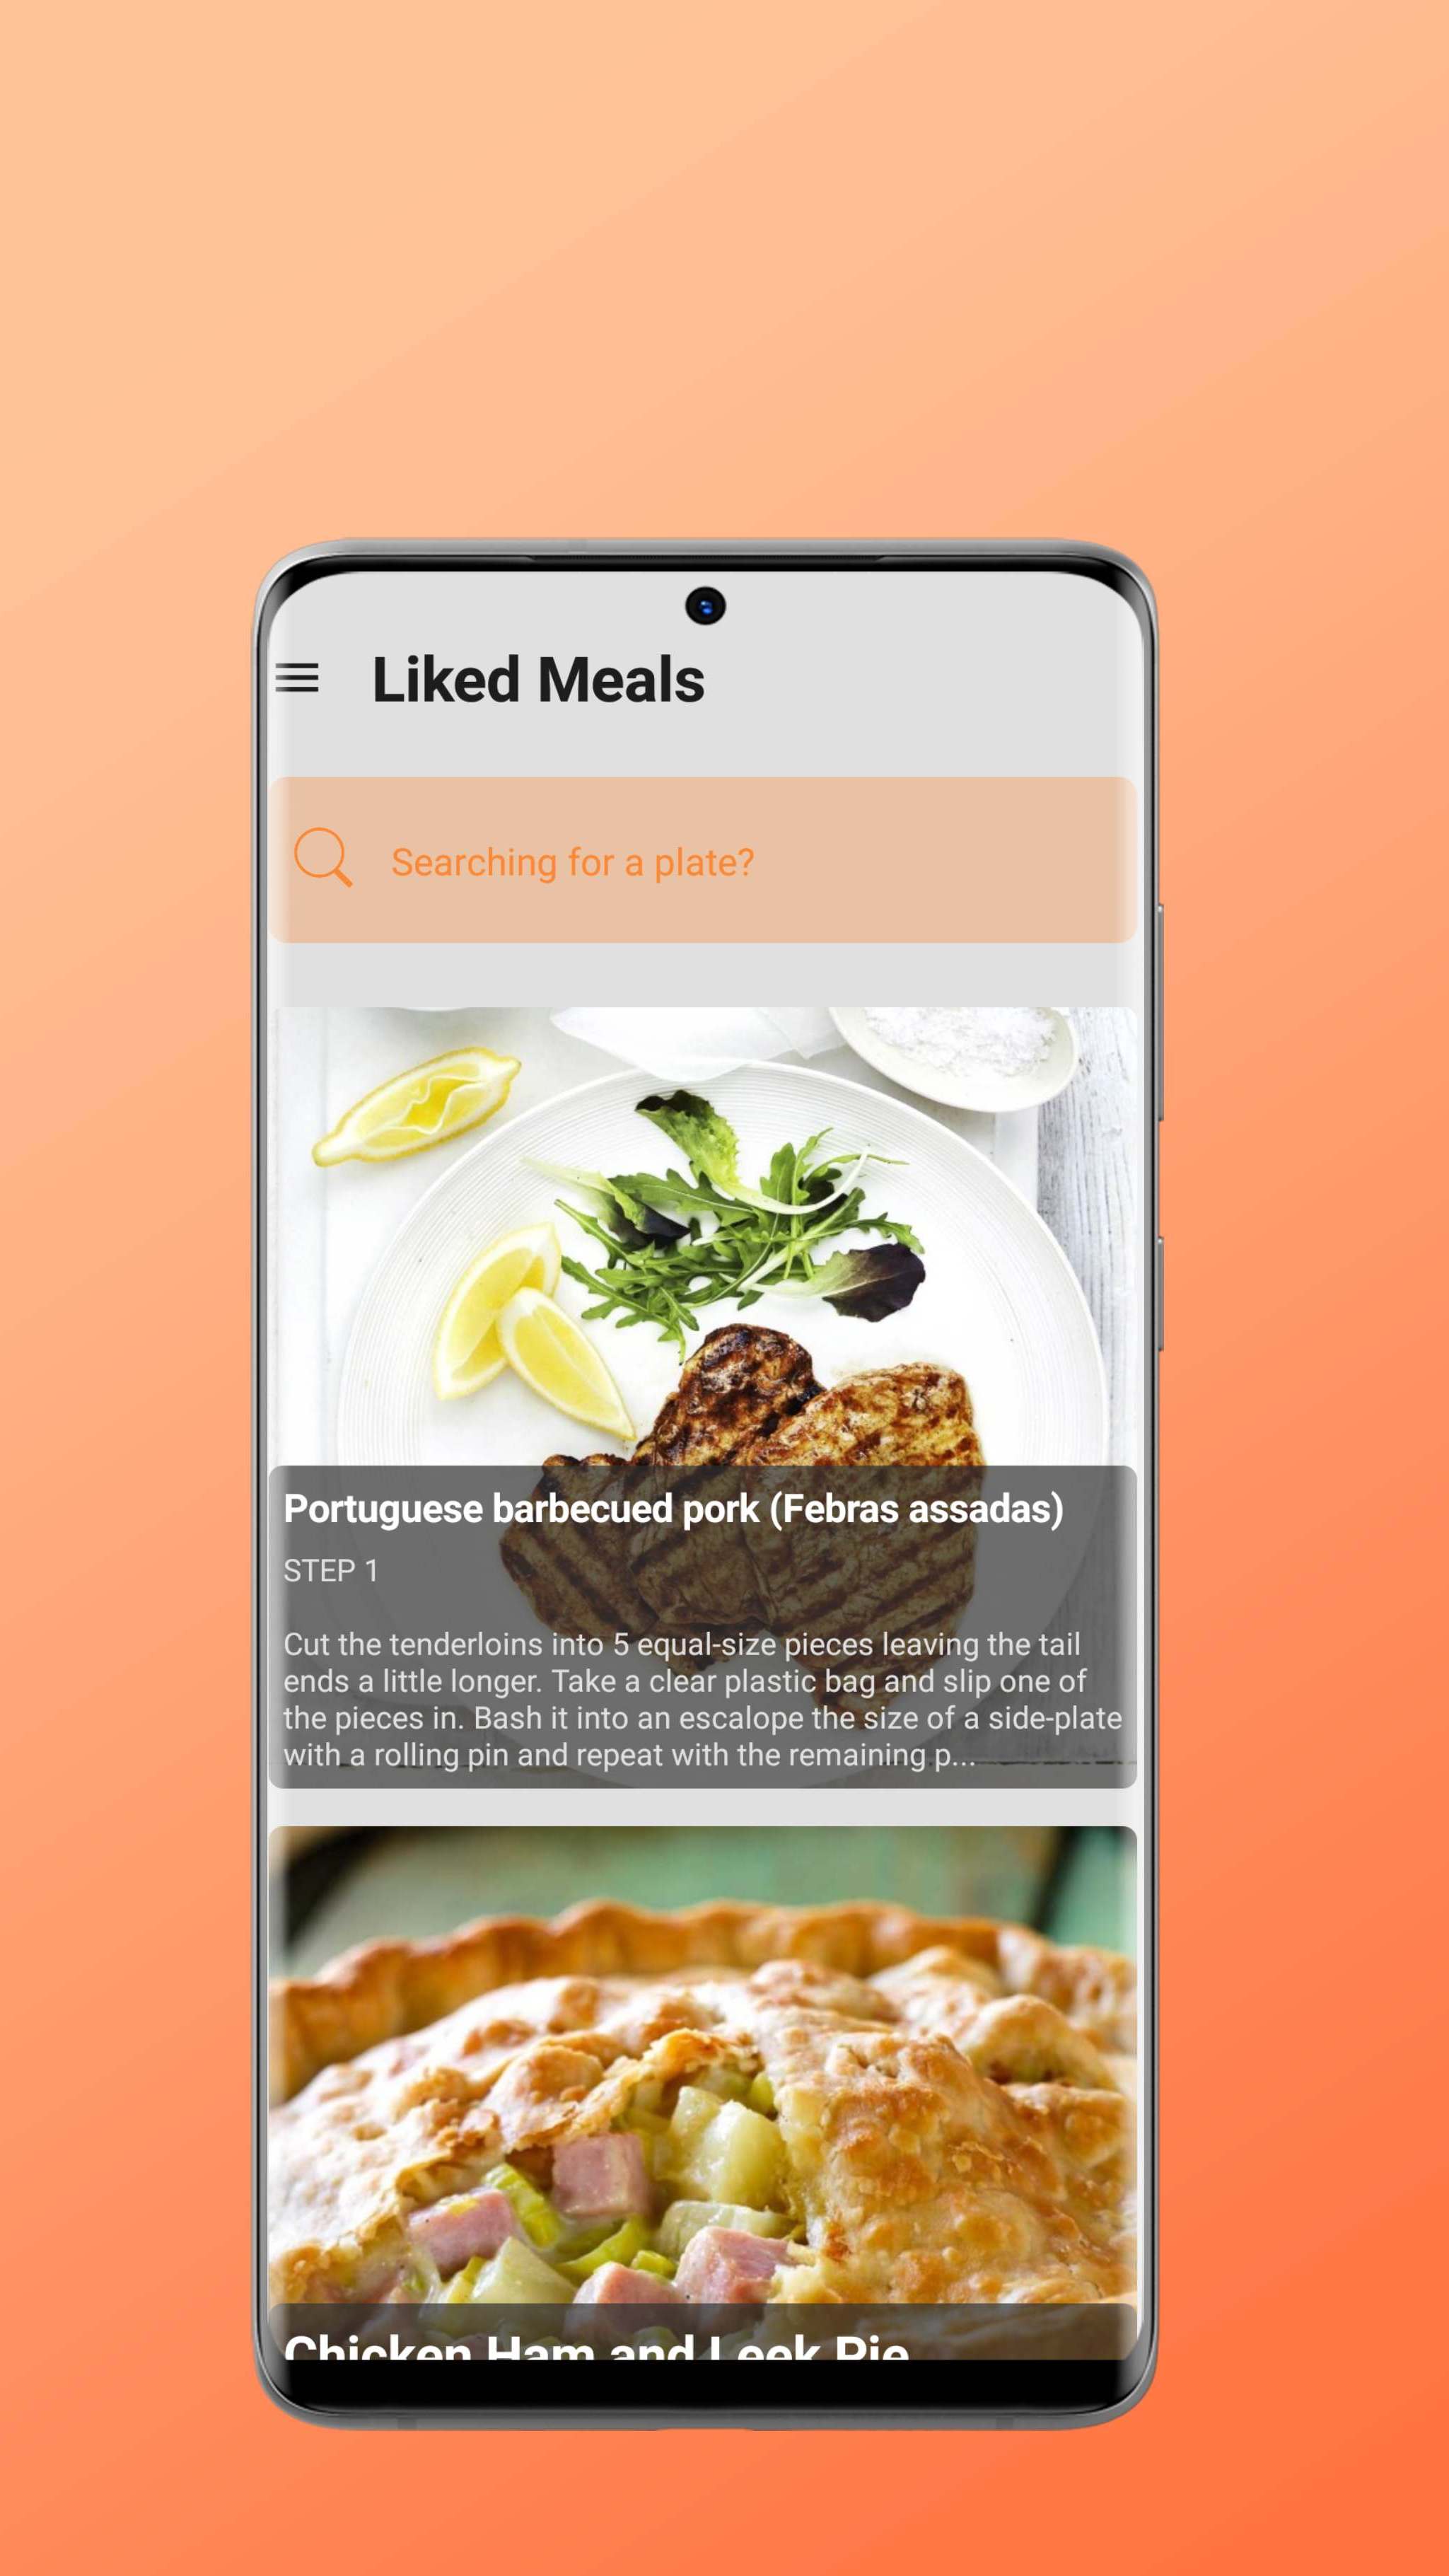 Liked Meals
Searching for a plate?
Portuguese barbecued pork (Febras assadas)
STEP 1
Cut the tenderloins into 5 equal-size pieces leaving the tail
ends a little longer. Take a clear plastic bag and slip one of
the pieces in. Bash it into an escalope the size of a side-plate
with a rolling pin and repeat with the remaining p...
Chicken Ham and Leek Pie